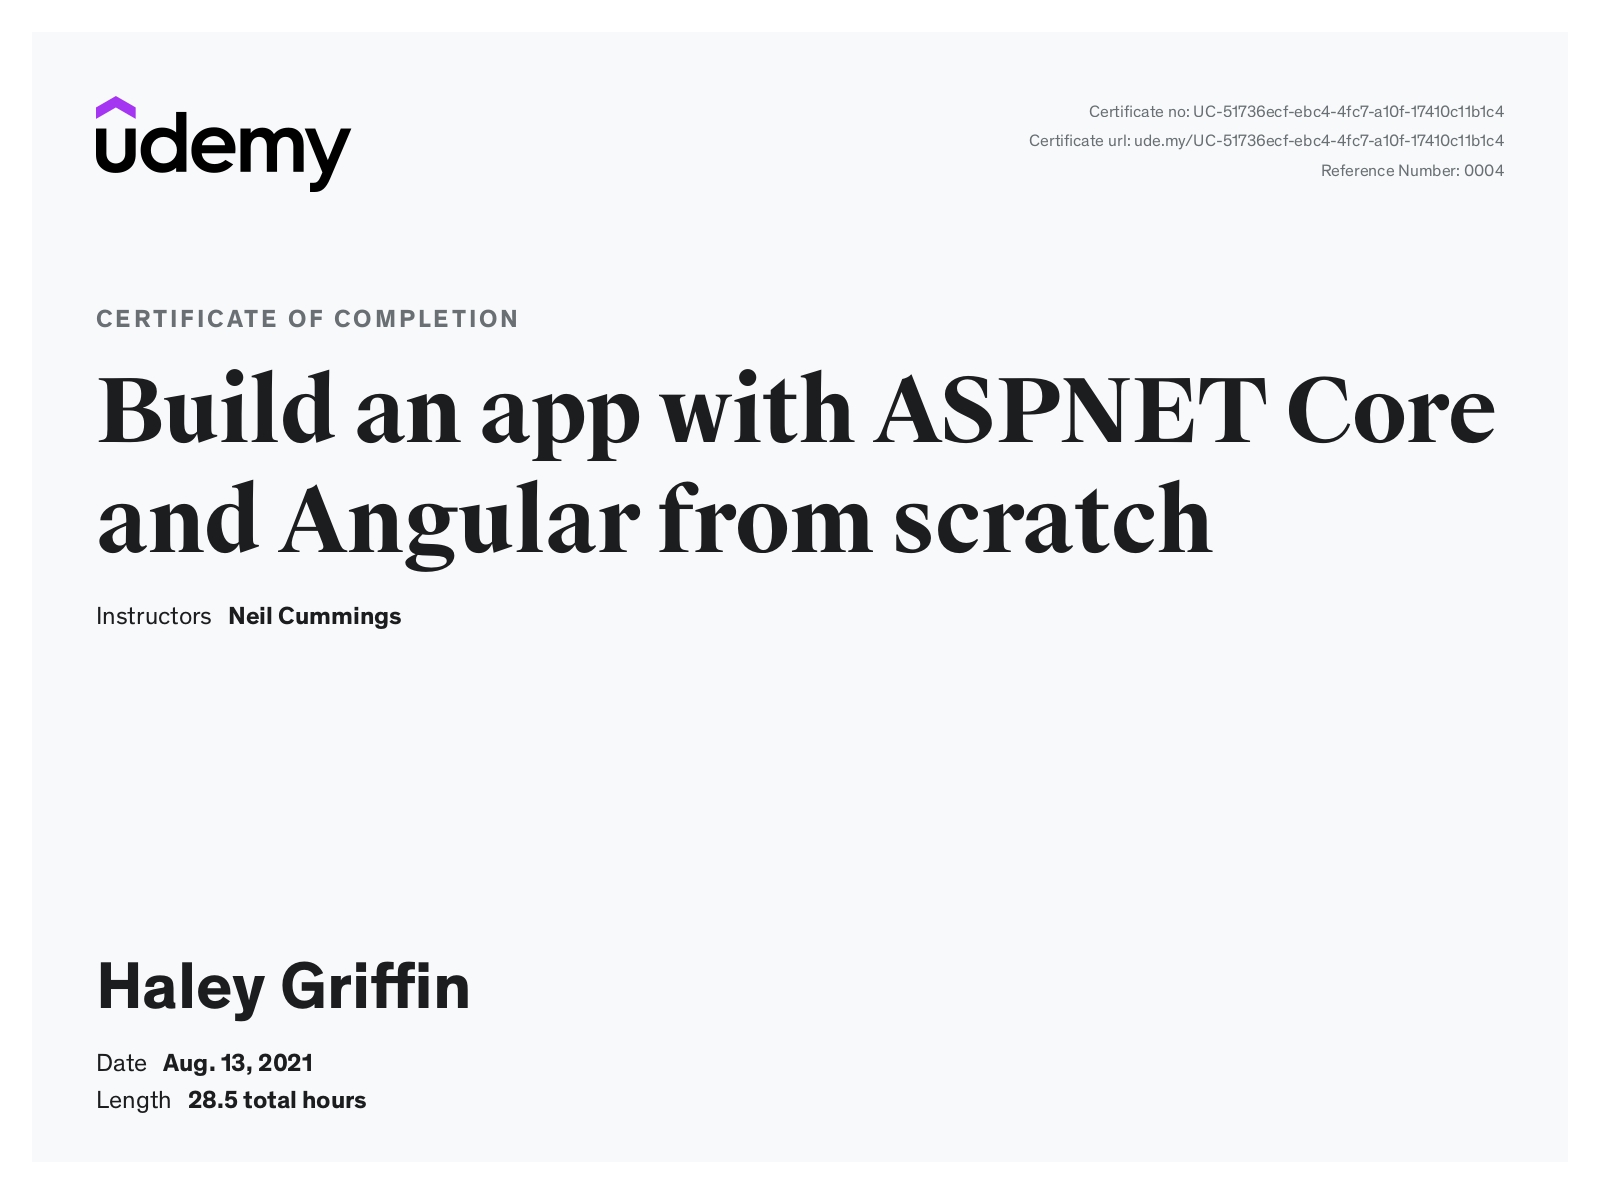 udemy
Certificate no: UC-51736ecf-ebc4-4fc7-a10f-17410c11b1c4
Certificate url: ude.my/UC-51736ecf-ebc4-4fc7-a10f-17410c11b1c4
Reference Number: 0004
CERTIFICATE OF COMPLETION
Build an app with ASPNET Core
and Angular from scratch
Instructors Neil Cummings
Haley Griffin
Date Aug. 13, 2021
Length 28.5 total hours